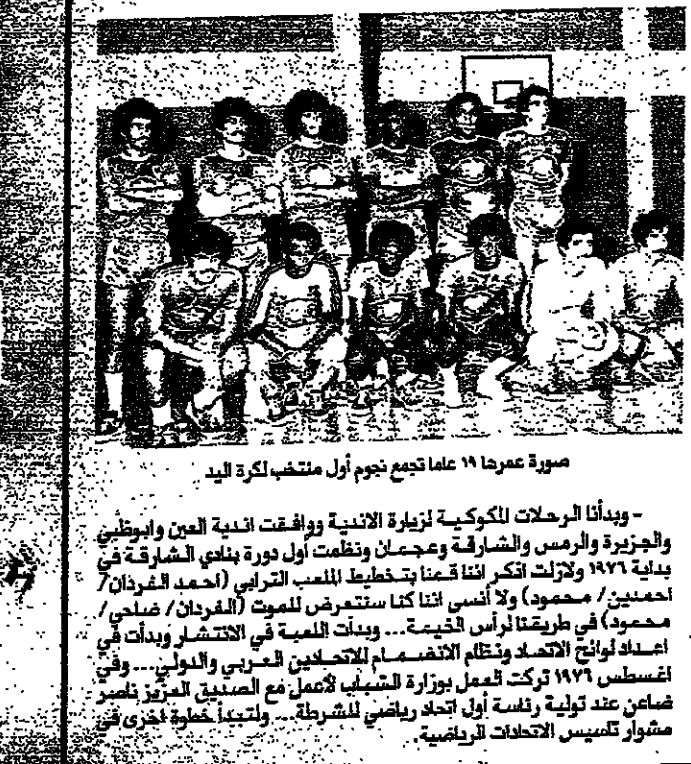 صورة عمرها ١٩ عاما تجمع نجوم أول منتخب لكرة اليد
- وبدأنا الرحلات المكوكية لزيارة الاندية ووافقت اندية العين وابوظبي
والجزيرة والرمس والشارقة وعجمان ونظمت أول دورة بنادي الشارقة في
بداية ١٩٧٦ ولازلت اذكر اننا قمنا بتخطيط الملعب الترابي (احمد الفردان/
احمنين/ محمود) ولا أنسى اننا كنا سنتعرض للموت (الفردان/ ضلحي/
محمود) في طريقنا لرأس الخيمة... وبدأت اللعبة في الانتشار وبدأت في
اعداد لوائح الاتحاد ونظام الانضمام للاتحادين العربي والدولي... وفي
اغسطس ١٩٧٦ تركت العمل بوزارة الشباب لأعمل مع الصديق العزيز ناصر
ضاعن عند تولية رئاسة أول اتحاد رياضي للشرطة... ولتبدأ خطوة اخرى في
مشوار تأسيس الاتحادات الرياضية.